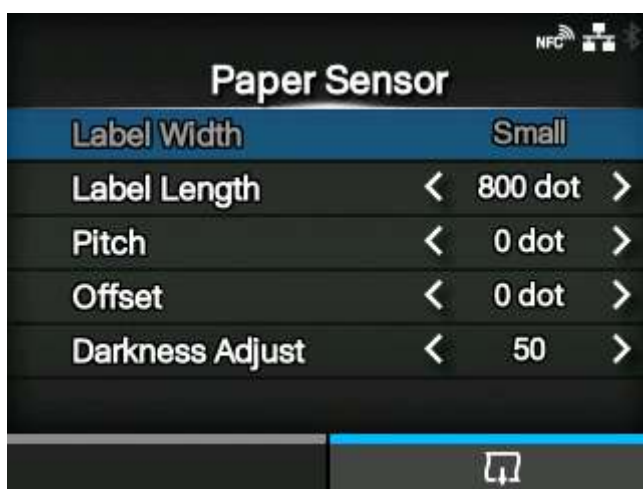 NFC
Paper Sensor
Label Width Small
Label Length 800 dot
Pitch 0 dot
Offset 0 dot
Darkness Adjust 50